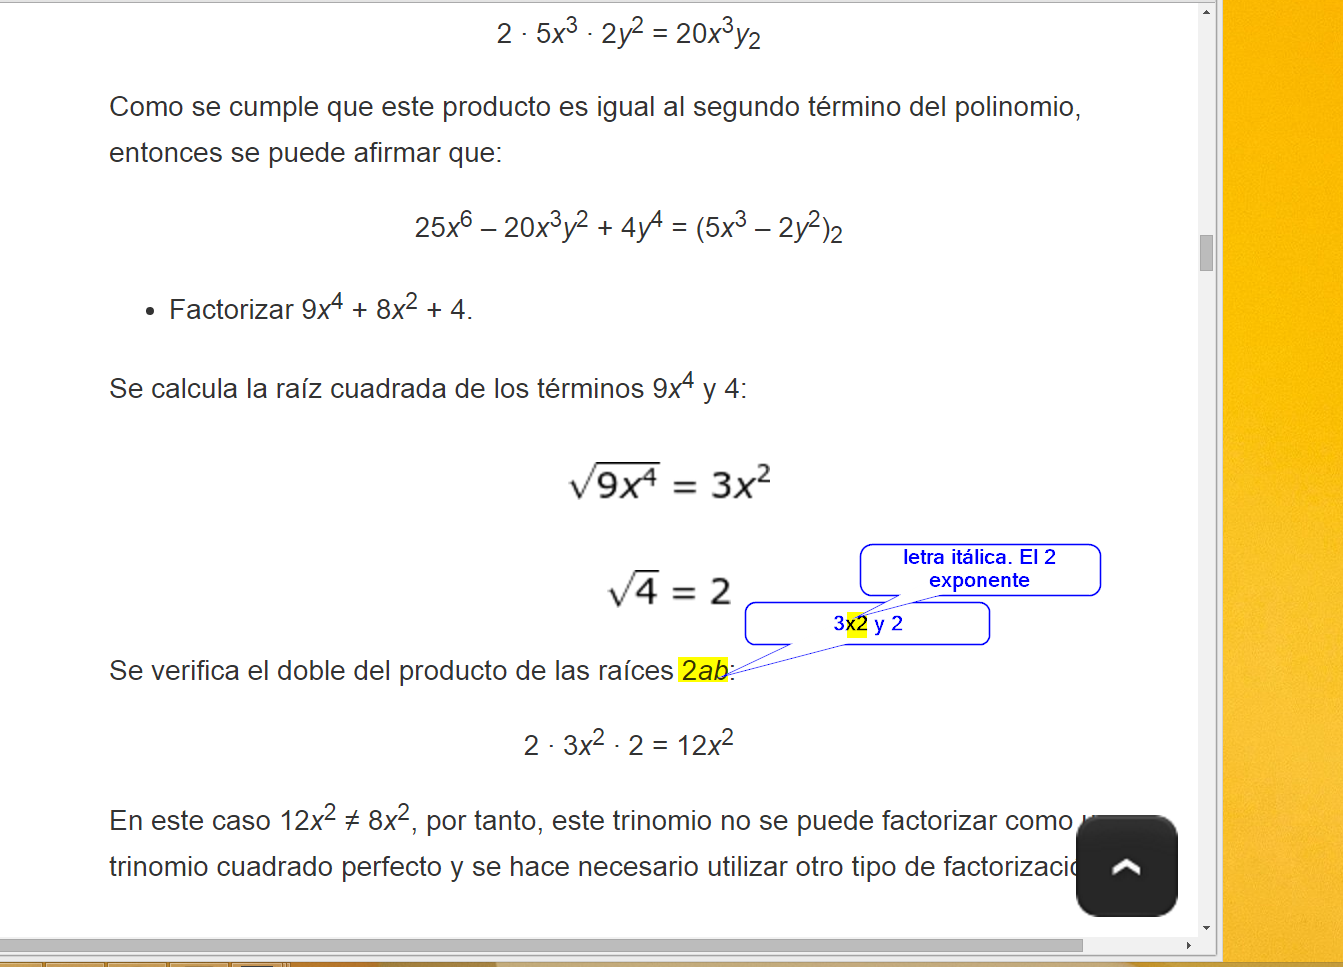 2 · 5x³ · 2y² = 20x³y₂
Como se cumple que este producto es igual al segundo término del polinomio,
entonces se puede afirmar que:
25x⁶ – 20x³y² + 4y⁴ = (5x³ – 2y²)₂
• Factorizar 9x⁴ + 8x² + 4.
Se calcula la raíz cuadrada de los términos 9x⁴ y 4:
√9x⁴ = 3x²
√4 = 2
letra itálica. El 2
exponente
3x2 y 2
Se verifica el doble del producto de las raíces 2ab:
2 · 3x² · 2 = 12x²
En este caso 12x² ≠ 8x², por tanto, este trinomio no se puede factorizar como
trinomio cuadrado perfecto y se hace necesario utilizar otro tipo de